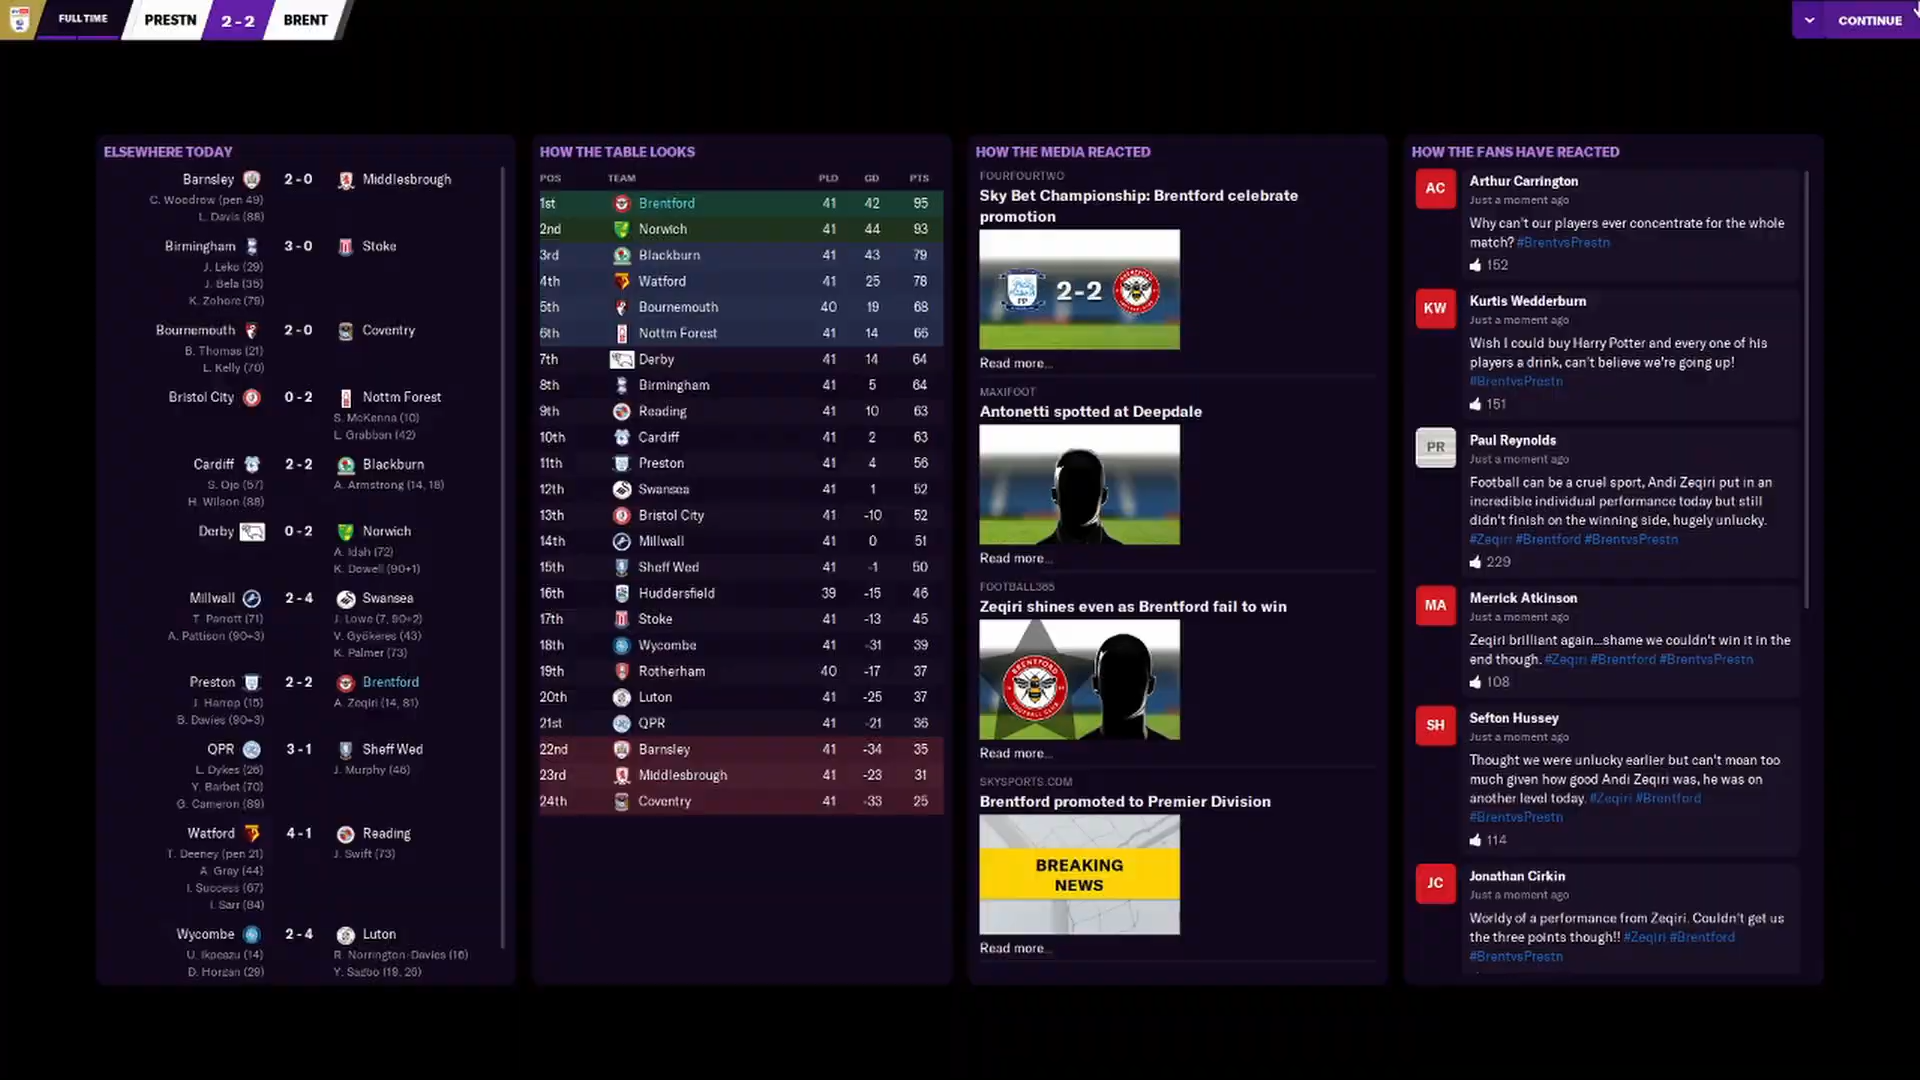 FULL TIME
PRESTN
2 - 2
BRENT
CONTINUE
ELSEWHERE TODAY
Barnsley 2 - 0 Middlesbrough
C. Woodrow (pen 49)
L. Davis (88)
Birmingham 3 - 0 Stoke
J. Leko (29)
J. Bela (35)
K. Zohore (79)
Bournemouth 2 - 0 Coventry
B. Thomas (21)
L. Kelly (70)
Bristol City 0 - 2 Nottm Forest
S. McKenna (10)
L. Grabban (42)
Cardiff 2 - 2 Blackburn
S. Ojo (57) A. Armstrong (14, 18)
H. Wilson (88)
Derby 0 - 2 Norwich
A. Idah (72)
K. Dowell (90+1)
Millwall 2 - 4 Swansea
T. Parrott (71) J. Lowe (7, 90+2)
A. Pattison (90+3) V. Gyökeres (43)
K. Palmer (73)
Preston 2 - 2 Brentford
J. Harrop (15) A. Zeqiri (14, 81)
B. Davies (90+3)
QPR 3 - 1 Sheff Wed
L. Dykes (26) J. Murphy (46)
Y. Barbet (70)
G. Cameron (89)
Watford 4 - 1 Reading
T. Deeney (pen 21) J. Swift (73)
A. Gray (44)
I. Success (67)
I. Sarr (84)
Wycombe 2 - 4 Luton
U. Ikpeazu (14) R. Norrington-Davies (16)
D. Horgan (29) Y. Sagbo (19, 26)
HOW THE TABLE LOOKS
POS TEAM PLD GD PTS
1st Brentford 41 42 95
2nd Norwich 41 44 93
3rd Blackburn 41 43 79
4th Watford 41 25 78
5th Bournemouth 40 19 68
6th Nottm Forest 41 14 66
7th Derby 41 14 64
8th Birmingham 41 5 64
9th Reading 41 10 63
10th Cardiff 41 2 63
11th Preston 41 4 56
12th Swansea 41 1 52
13th Bristol City 41 -10 52
14th Millwall 41 0 51
15th Sheff Wed 41 -1 50
16th Huddersfield 39 -15 46
17th Stoke 41 -13 45
18th Wycombe 41 -31 39
19th Rotherham 40 -17 37
20th Luton 41 -25 37
21st QPR 41 -21 36
22nd Barnsley 41 -34 35
23rd Middlesbrough 41 -23 31
24th Coventry 41 -33 25
HOW THE MEDIA REACTED
FOURFOURTWO
Sky Bet Championship: Brentford celebrate
promotion
PP 2-2
Read more...
MAXIFOOT
Antonetti spotted at Deepdale
Read more...
FOOTBALL365
Zeqiri shines even as Brentford fail to win
BRENTFORD
FOOTBALL CLUB
Read more...
SKYSPORTS.COM
Brentford promoted to Premier Division
BREAKING
NEWS
Read more...
HOW THE FANS HAVE REACTED
AC Arthur Carrington
Just a moment ago
Why can't our players ever concentrate for the whole
match? #BrentvsPrestn
152
KW Kurtis Wedderburn
Just a moment ago
Wish I could buy Harry Potter and every one of his
players a drink, can't believe we're going up!
#BrentvsPrestn
151
PR Paul Reynolds
Just a moment ago
Football can be a cruel sport, Andi Zeqiri put in an
incredible individual performance today but still
didn't finish on the winning side, hugely unlucky.
#Zeqiri #Brentford #BrentvsPrestn
229
MA Merrick Atkinson
Just a moment ago
Zeqiri brilliant again...shame we couldn't win it in the
end though. #Zeqiri #Brentford #BrentvsPrestn
108
SH Sefton Hussey
Just a moment ago
Thought we were unlucky earlier but can't moan too
much given how good Andi Zeqiri was, he was on
another level today. #Zeqiri #Brentford
#BrentvsPrestn
114
JC Jonathan Cirkin
Just a moment ago
Worldy of a performance from Zeqiri. Couldn't get us
the three points though!! #Zeqiri #Brentford
#BrentvsPrestn